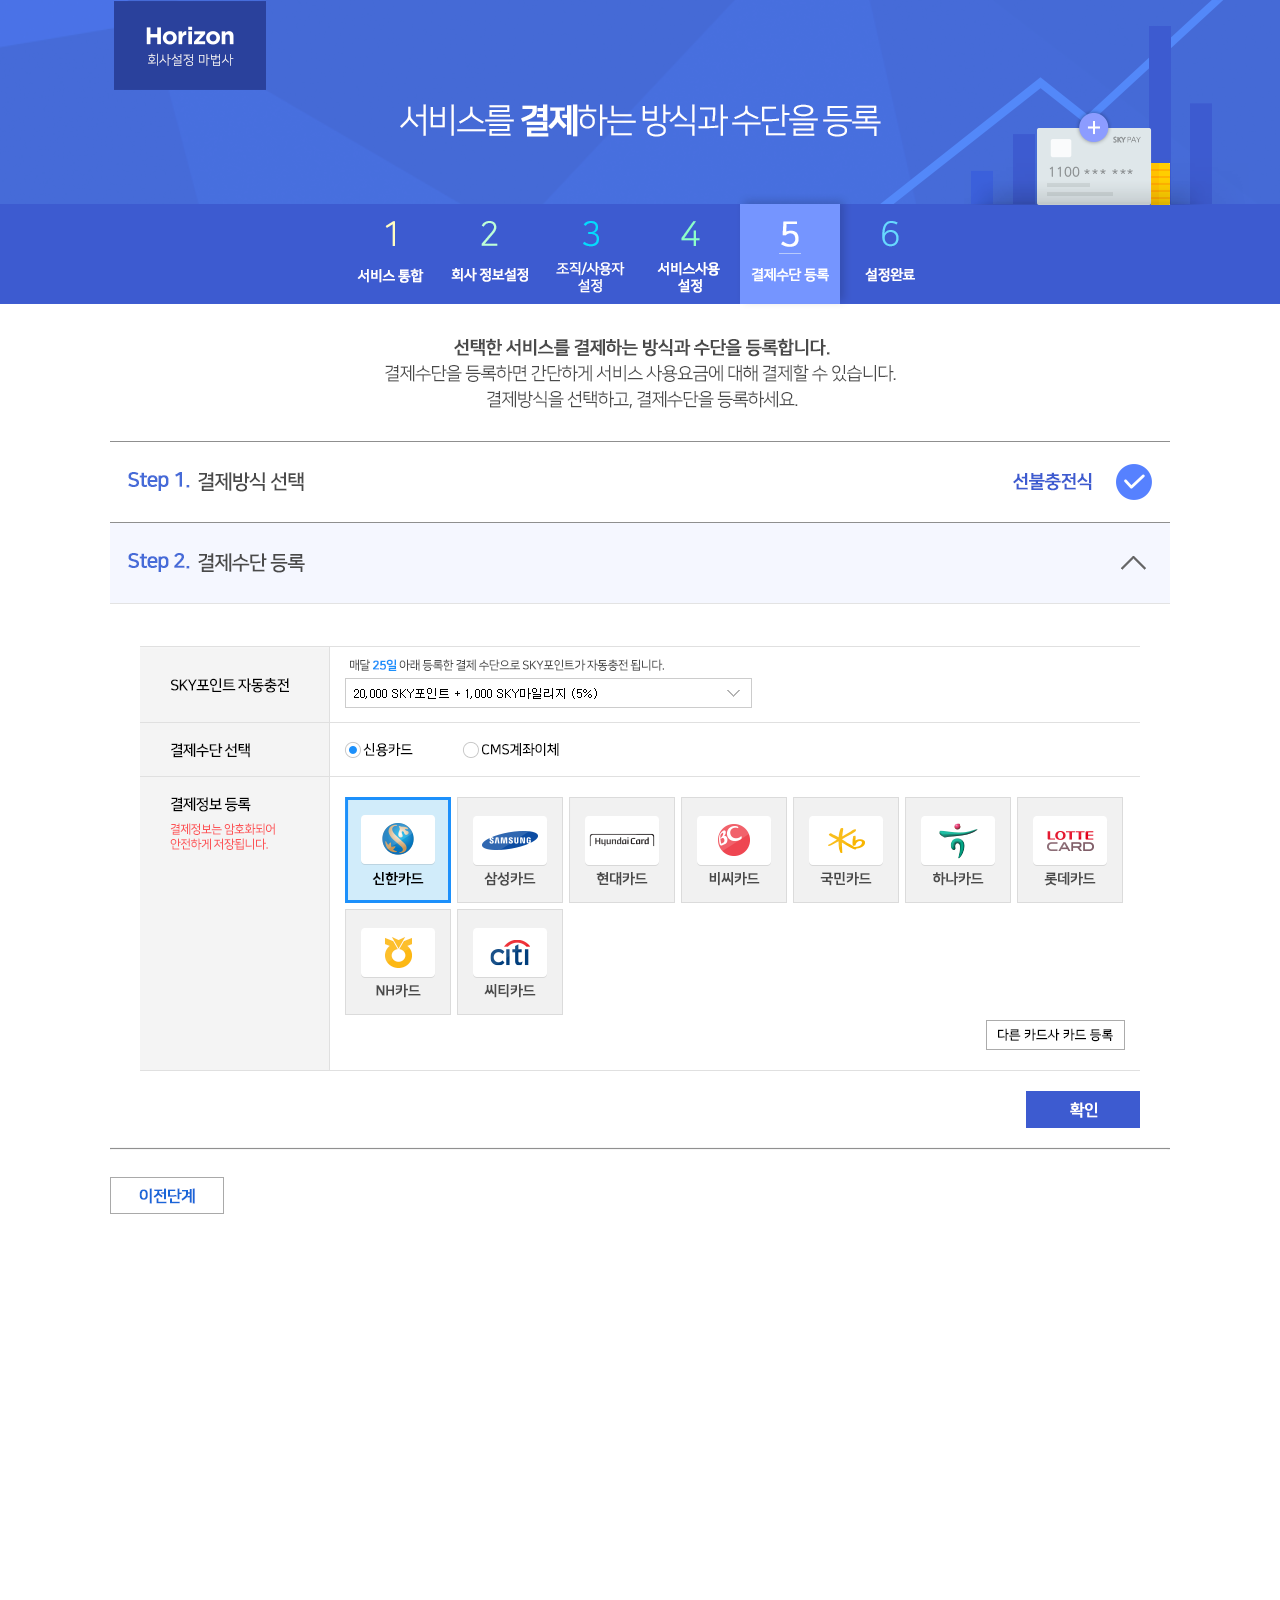 Horizon
회사설정 마법사
서비스를 결제하는 방식과 수단을 등록
SKY PAY
1100 *** ***
1
서비스 통합
2
회사 정보설정
3
조직/사용자
설정
4
서비스사용
설정
5
결제수단 등록
6
설정완료
선택한 서비스를 결제하는 방식과 수단을 등록합니다.
결제수단을 등록하면 간단하게 서비스 사용요금에 대해 결제할 수 있습니다.
결제방식을 선택하고, 결제수단을 등록하세요.
Step 1. 결제방식 선택
선불충전식
Step 2. 결제수단 등록
SKY포인트 자동충전
매달 25일 아래 등록한 결제 수단으로 SKY포인트가 자동충전 됩니다.
20,000 SKY포인트 + 1,000 SKY마일리지 (5%)
결제수단 선택
신용카드
CMS계좌이체
결제정보 등록
결제정보는 암호화되어
안전하게 저장됩니다.
신한카드
SAMSUNG
삼성카드
Hyundai Card
현대카드
BC
비씨카드
Kb
국민카드
하나카드
LOTTE
CARD
롯데카드
NH카드
citi
씨티카드
다른 카드사 카드 등록
확인
이전단계